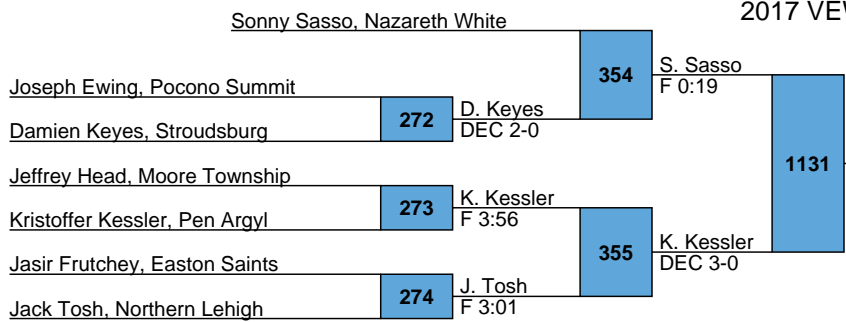 2017 VEW
Sonny Sasso, Nazareth White
354
S. Sasso
F 0:19
Joseph Ewing, Pocono Summit
272
D. Keyes
DEC 2-0
Damien Keyes, Stroudsburg
1131
Jeffrey Head, Moore Township
273
K. Kessler
F 3:56
Kristoffer Kessler, Pen Argyl
355
K. Kessler
DEC 3-0
Jasir Frutchey, Easton Saints
274
J. Tosh
F 3:01
Jack Tosh, Northern Lehigh